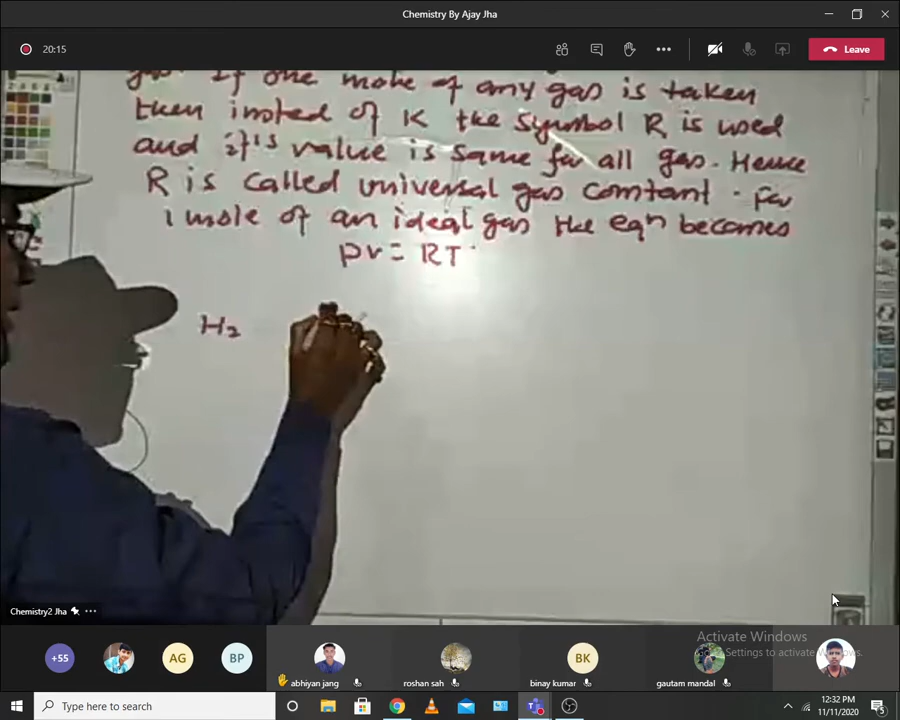 Chemistry By Ajay Jha
20:15
Leave
gas. If one mole of any gas is taken
then insted of K the symbol R is used
and it's value is same for all gas. Hence
R is called universal gas constant. For
1 mole of an ideal gas the eqn becomes
PV = RT
H2
Chemistry2 Jha
+55
AG
BP
BK
abhiyan jang
roshan sah
binay kumar
gautam mandal
Activate Windows
Go to Settings to activate Windows.
Type here to search
12:32 PM
11/11/2020
5